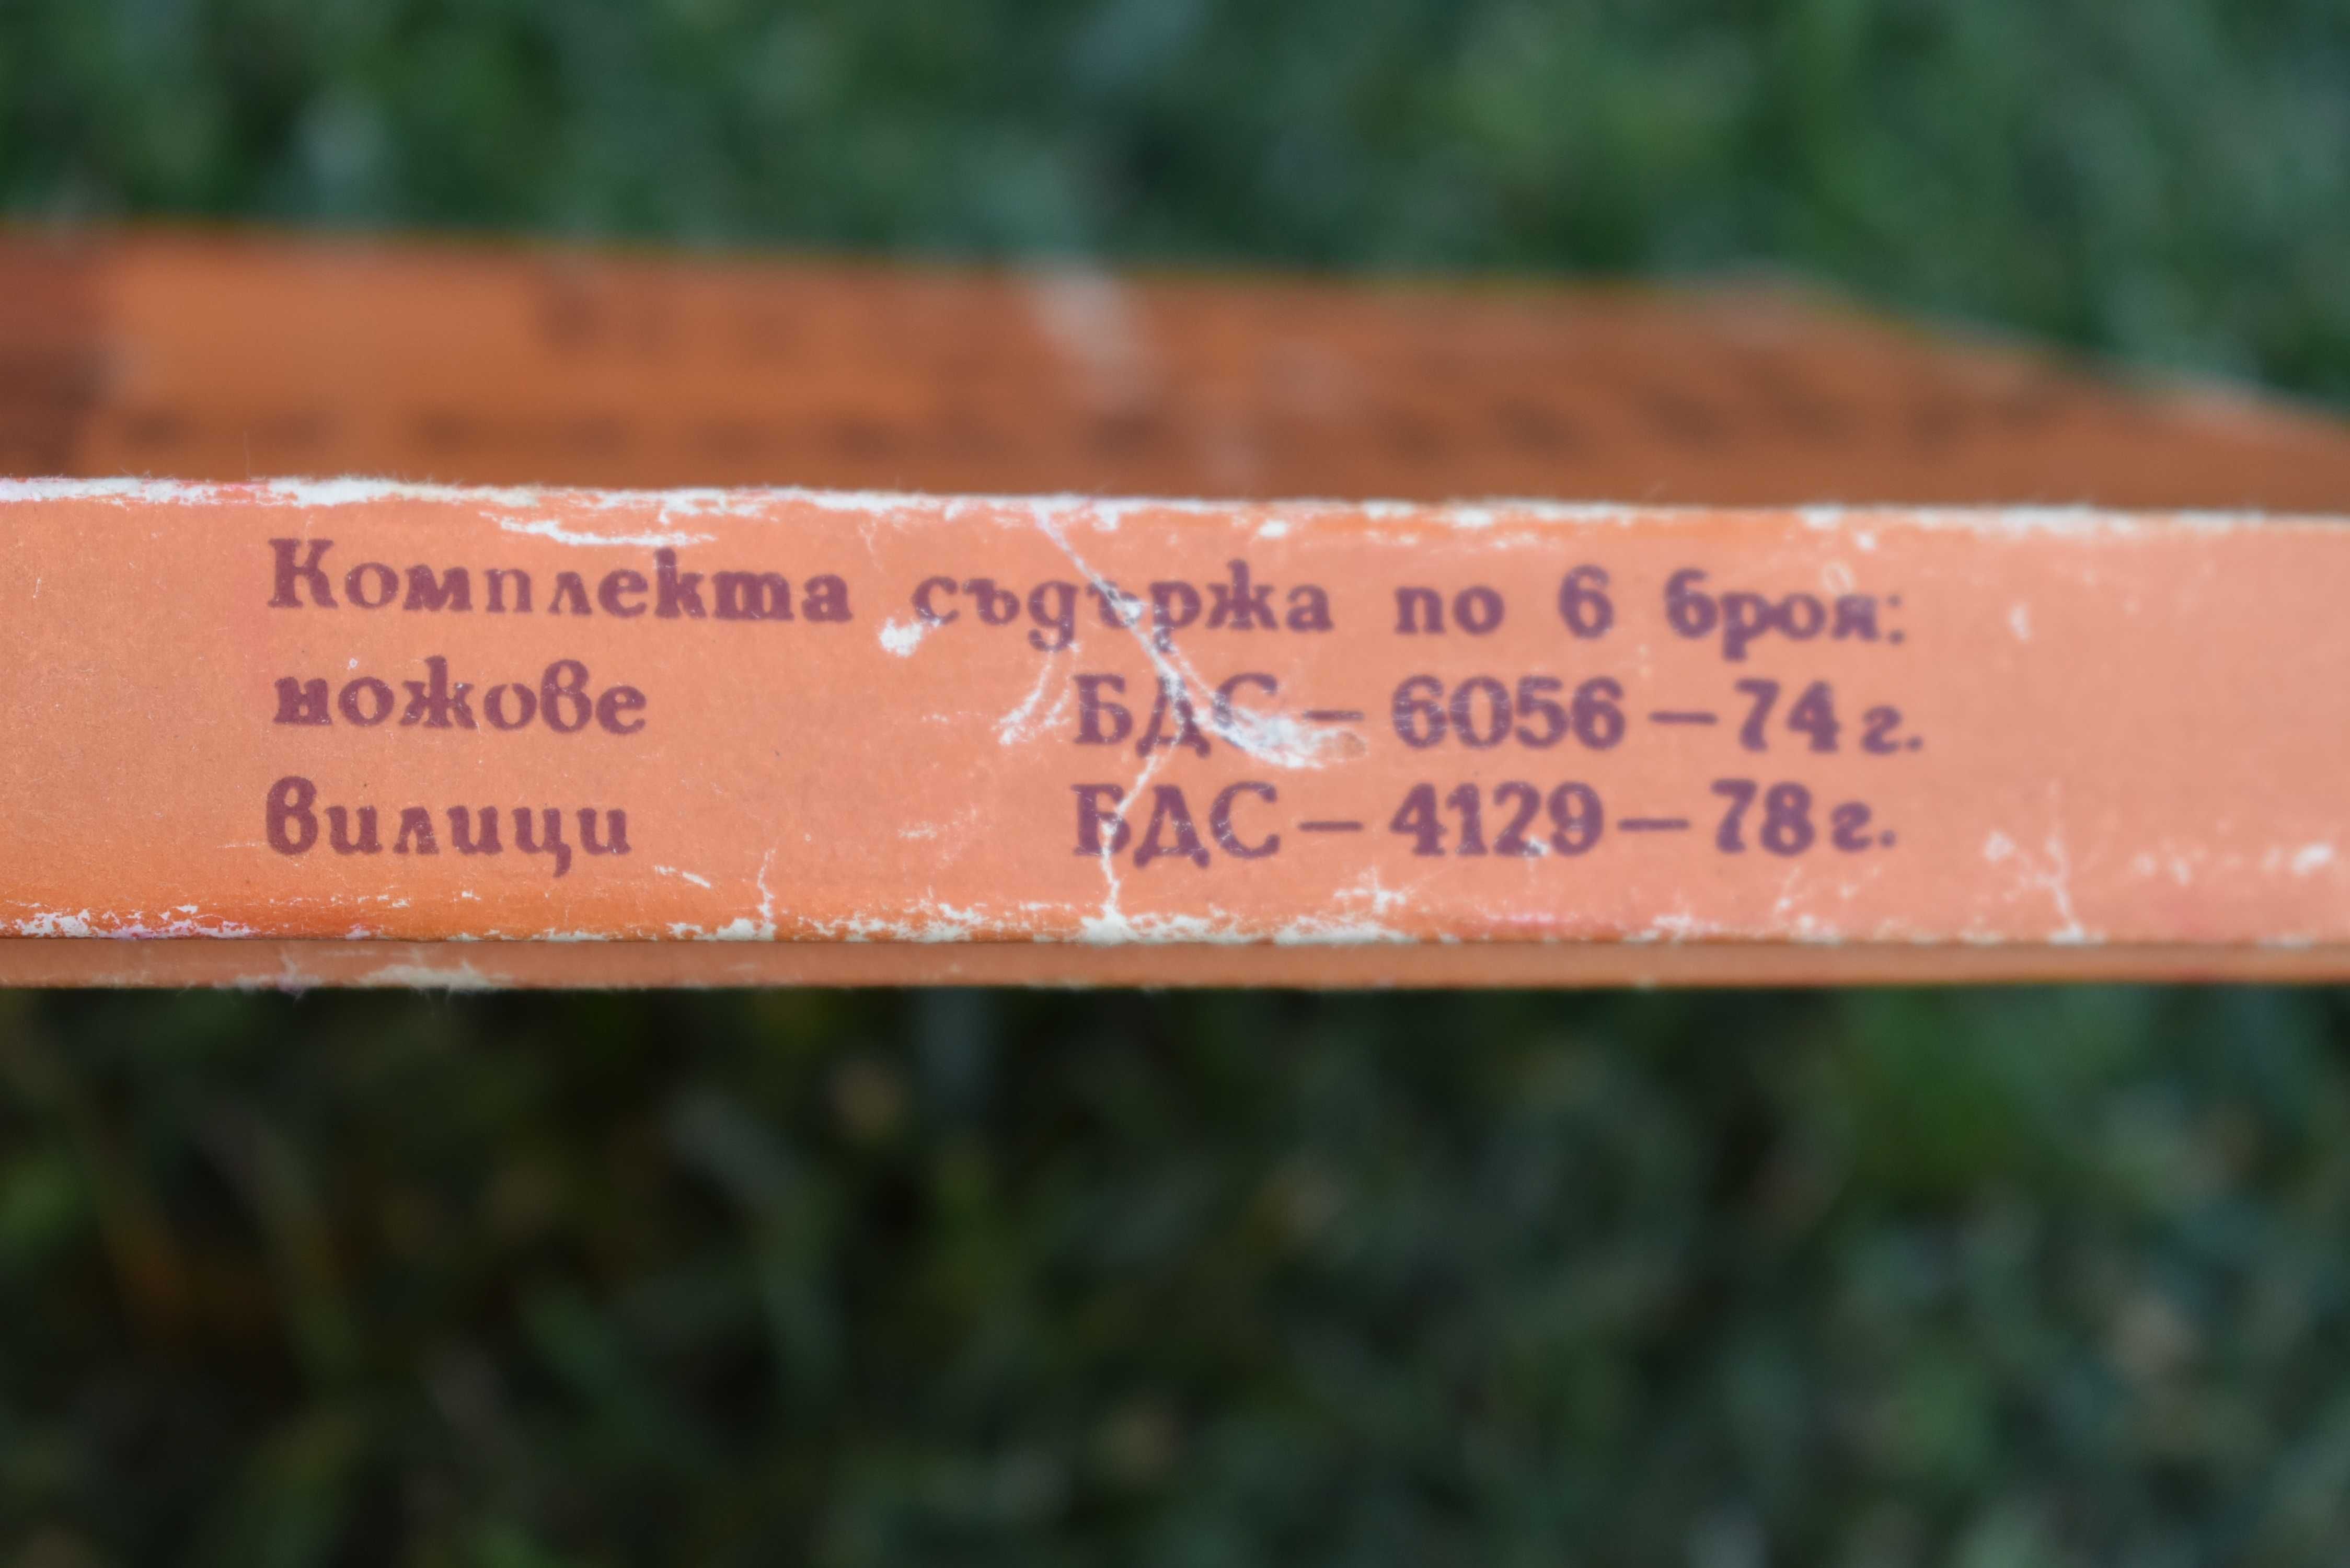 Комплекта съдържа по 6 броя:
ножове БДС – 6056 – 74 г.
вилици БДС – 4129 – 78 г.